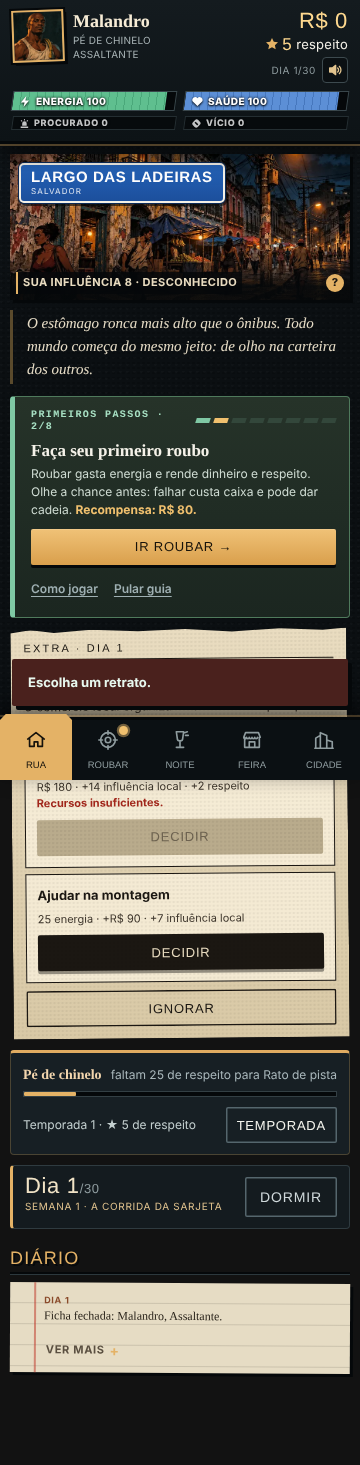 Malandro
R$ 0
PÉ DE CHINELO
ASSALTANTE
5 respeito
DIA 1/30
ENERGIA 100
SAÚDE 100
PROCURADO 0
VÍCIO 0
LARGO DAS LADEIRAS
SALVADOR
SUA INFLUÊNCIA 8 · DESCONHECIDO
?
O estômago ronca mais alto que o ônibus. Todo
mundo começa do mesmo jeito: de olho na carteira
dos outros.
PRIMEIROS PASSOS ·
2/8
Faça seu primeiro roubo
Roubar gasta energia e rende dinheiro e respeito.
Olhe a chance antes: falhar custa caixa e pode dar
cadeia. Recompensa: R$ 80.
IR ROUBAR →
Como jogar Pular guia
EXTRA · DIA 1
Escolha um retrato.
RUA ROUBAR NOITE FEIRA CIDADE
R$ 180 · +14 influência local · +2 respeito
Recursos insuficientes.
DECIDIR
Ajudar na montagem
25 energia · +R$ 90 · +7 influência local
DECIDIR
IGNORAR
Pé de chinelo faltam 25 de respeito para Rato de pista
Temporada 1 · ★ 5 de respeito
TEMPORADA
Dia 1/30
SEMANA 1 · A CORRIDA DA SARJETA
DORMIR
DIÁRIO
DIA 1
Ficha fechada: Malandro, Assaltante.
VER MAIS +